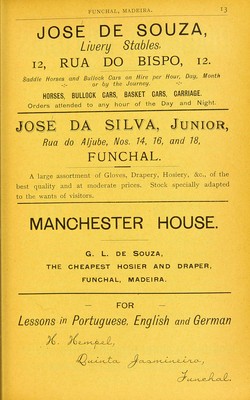 FUNCHAL, MADEIRA. 13
JOSE DE SOUZA,
Livery Stables,
12, RUA DO BISPO, 12.
Saddle Horses and Bullock Cars on Hire per Hour, Day, Month
or by the Journey.
HORSES, BULLOCK CARS, BASKET CARS, CARRIAGE.
Orders attended to any hour of the Day and Night.
JOSE DA SILVA, JUNIOR,
Rua do Aljube, Nos. 14, 16, and 18,
FUNCHAL.
A large assortment of Gloves, Drapery, Hosiery, &c., of the
best quality and at moderate prices. Stock specially adapted
to the wants of visitors.
MANCHESTER HOUSE.
G. L. DE SOUZA,
THE CHEAPEST HOSIER AND DRAPER,
FUNCHAL, MADEIRA.
— FOR —
Lessons in Portuguese, English and German
H. Hempel,
Quinta Jasmineira,
Funchal.